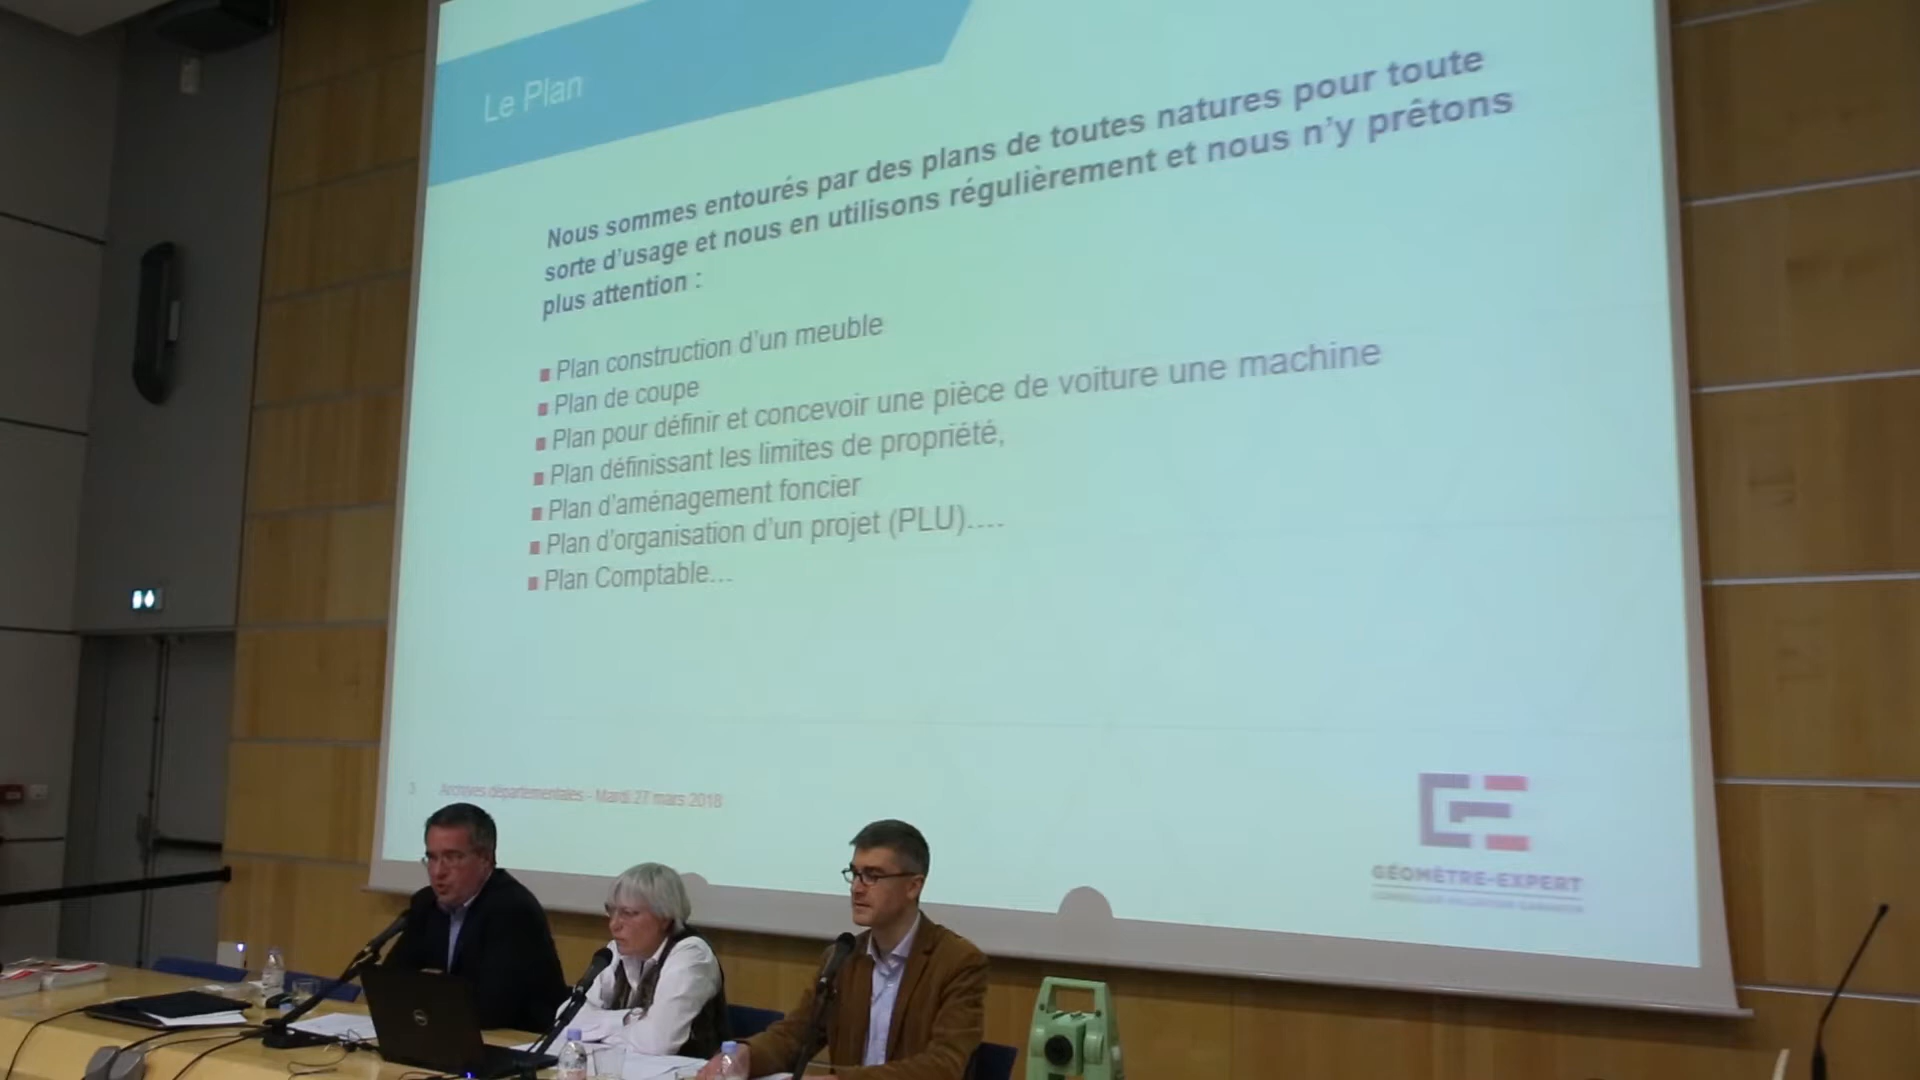 Le Plan
Nous sommes entourés par des plans de toutes natures pour toute
sorte d'usage et nous en utilisons régulièrement et nous n'y prêtons
plus attention :
Plan construction d'un meuble
Plan de coupe
Plan pour définir et concevoir une pièce de voiture une machine
Plan définissant les limites de propriété,
Plan d'aménagement foncier
Plan d'organisation d'un projet (PLU)....
Plan Comptable...
3 Archives départementales - Mardi 27 mars 2018
GÉOMÈTRE-EXPERT
DELL